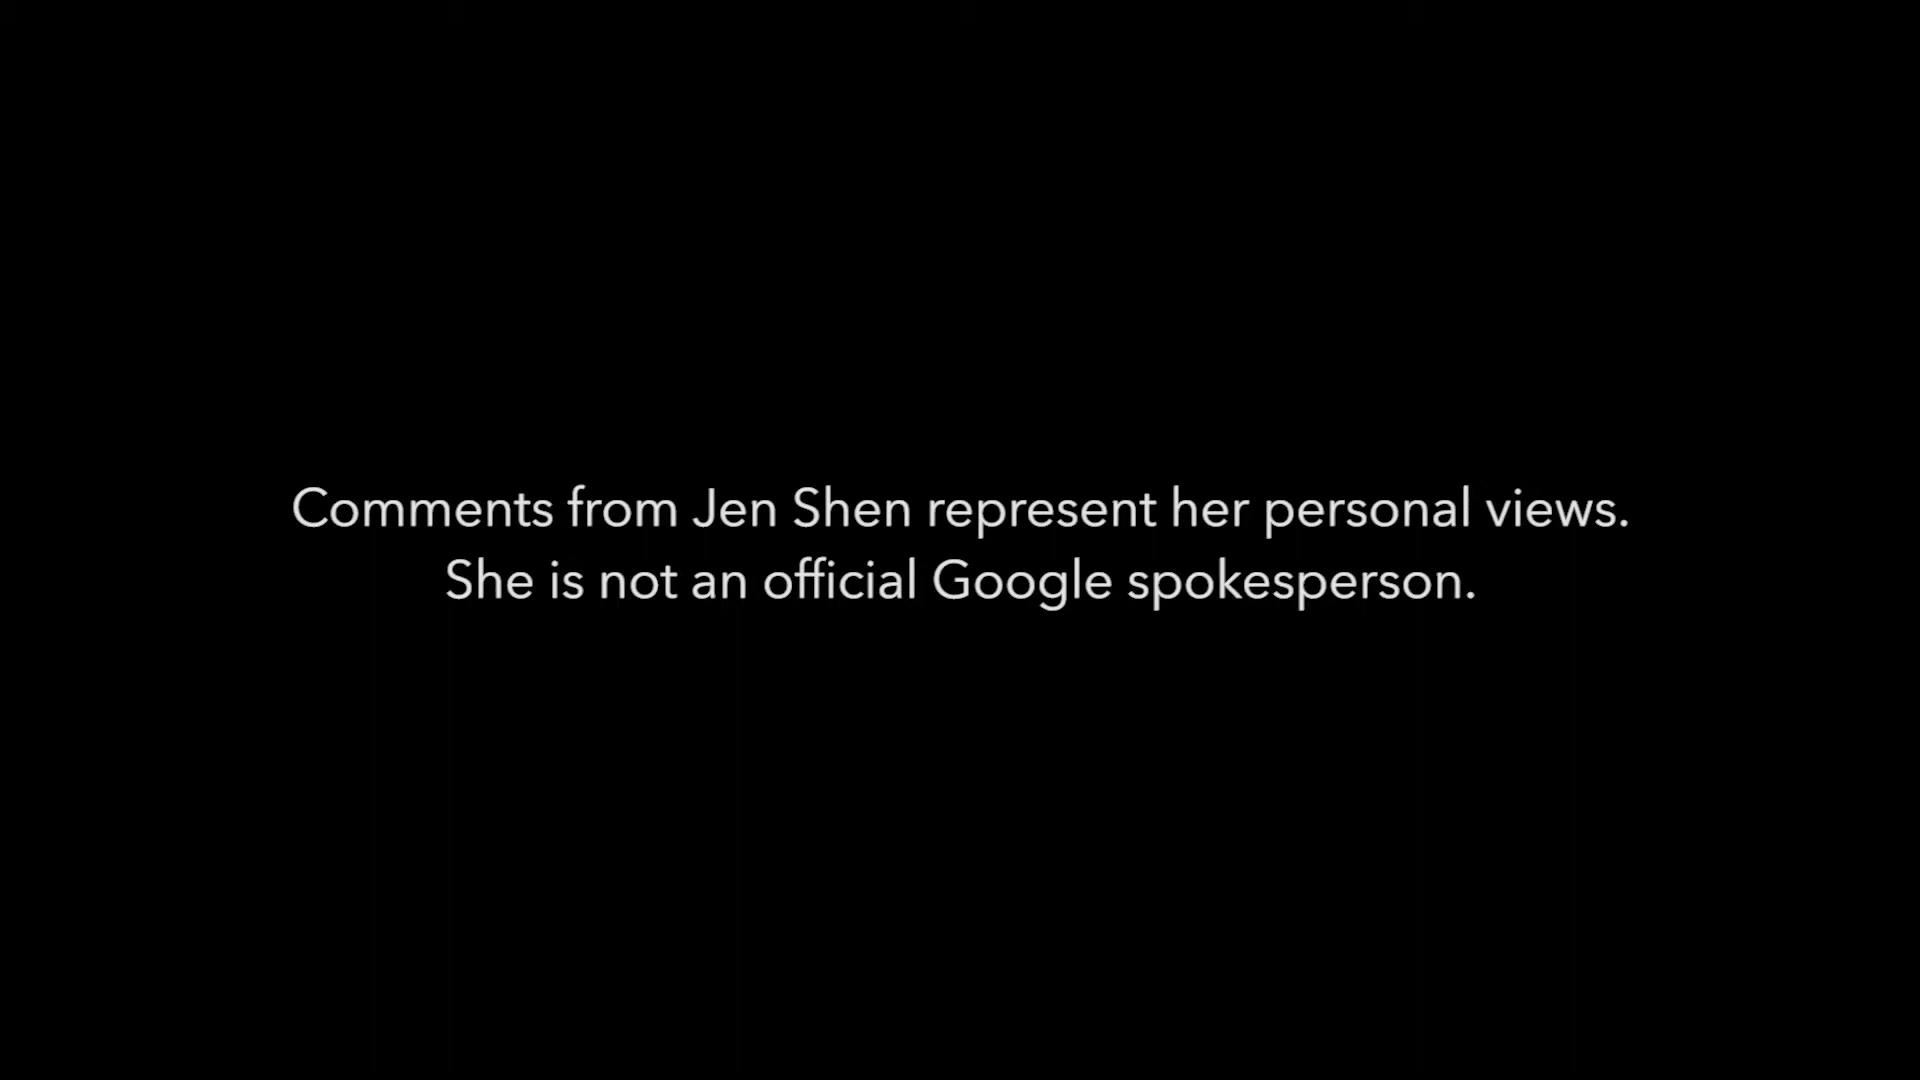 Comments from Jen Shen represent her personal views.
She is not an official Google spokesperson.